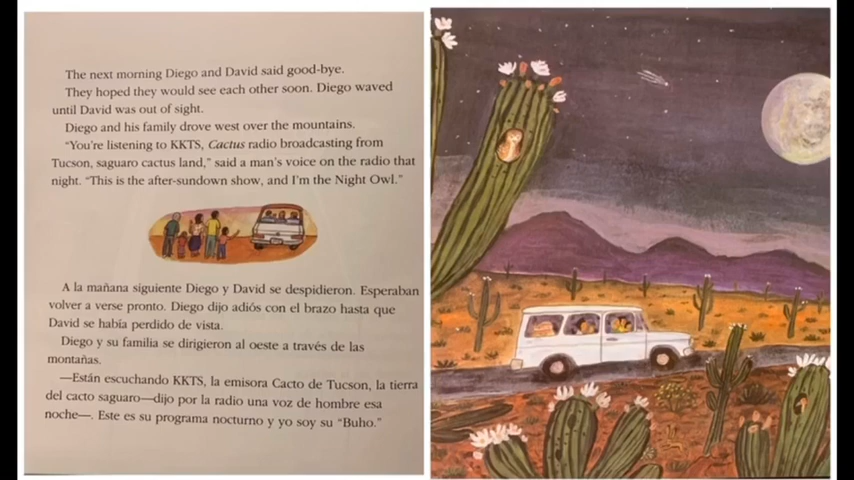 The next morning Diego and David said good-bye.
They hoped they would see each other soon. Diego waved
until David was out of sight.
Diego and his family drove west over the mountains.
“You’re listening to KKTS, Cactus radio broadcasting from
Tucson, saguaro cactus land,” said a man’s voice on the radio that
night. “This is the after-sundown show, and I’m the Night Owl.”
A la mañana siguiente Diego y David se despidieron. Esperaban
volver a verse pronto. Diego dijo adiós con el brazo hasta que
David se había perdido de vista.
Diego y su familia se dirigieron al oeste a través de las
montañas.
—Están escuchando KKTS, la emisora Cacto de Tucson, la tierra
del cacto saguaro—dijo por la radio una voz de hombre esa
noche—. Este es su programa nocturno y yo soy su “Buho.”